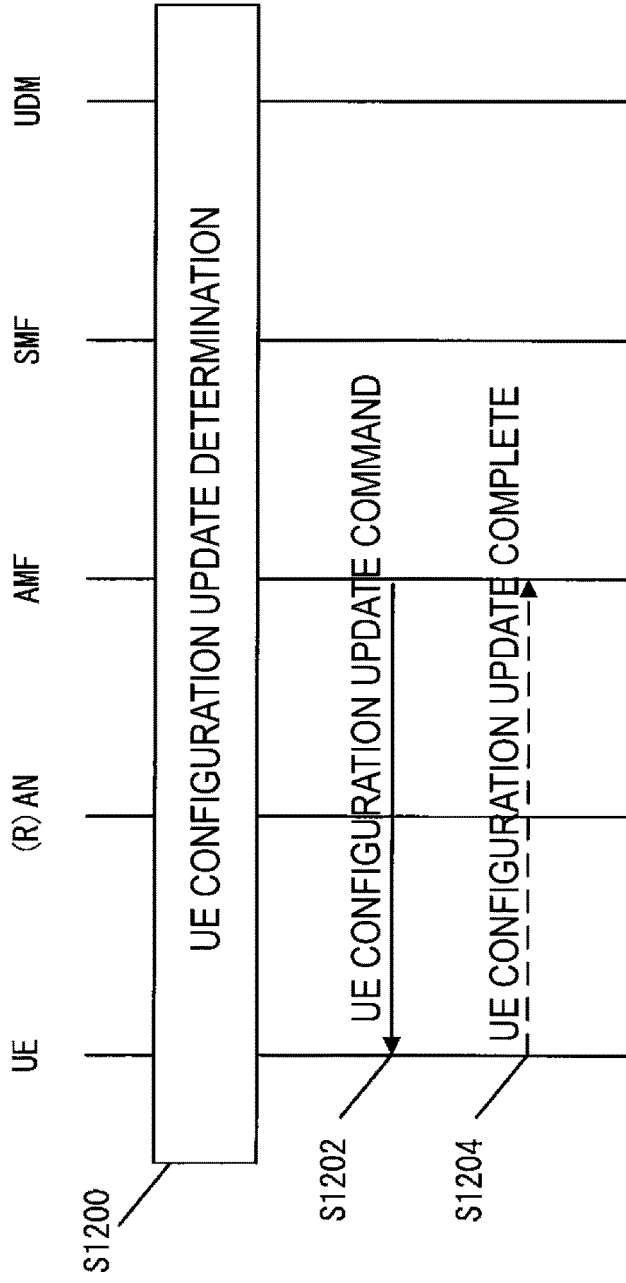 UE
(R) AN
AMF
SMF
UDM
UE CONFIGURATION UPDATE DETERMINATION
S1200
UE CONFIGURATION UPDATE COMMAND
S1202
UE CONFIGURATION UPDATE COMPLETE
S1204